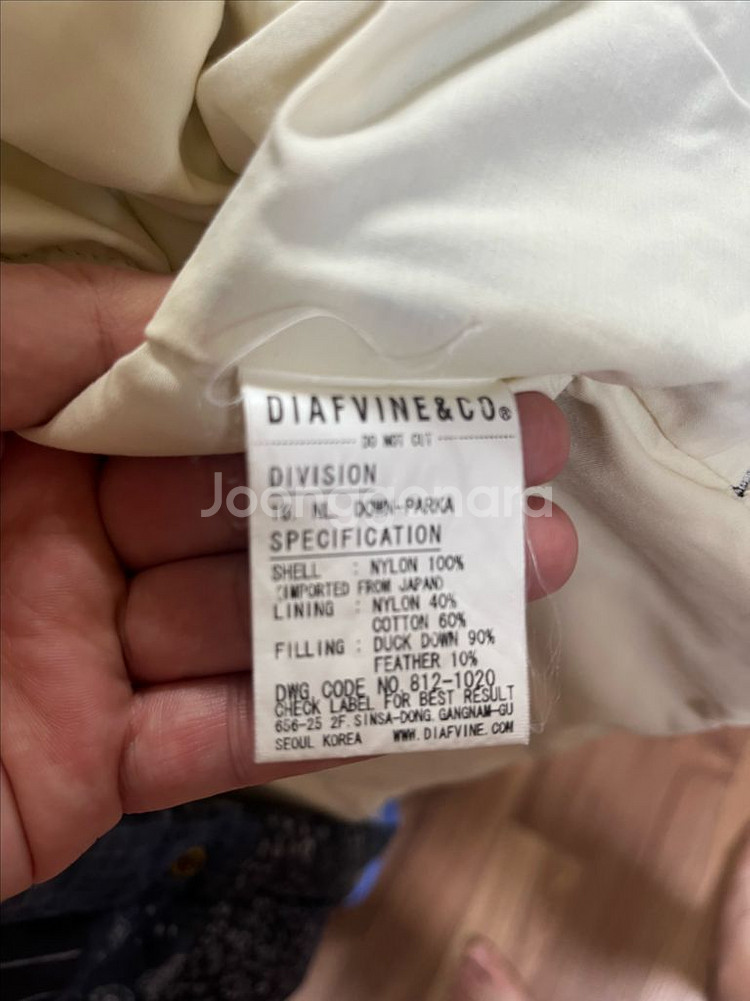 DIAFVINE&CO®
DO NOT CUT
DIVISION
NL. DOWN-PARKA
Joonggonara
SPECIFICATION
SHELL : NYLON 100%
(IMPORTED FROM JAPAN)
LINING : NYLON 40%
COTTON 60%
FILLING : DUCK DOWN 90%
FEATHER 10%
DWG CODE NO.812-1020
CHECK LABEL FOR BEST RESULT
656-25 2F.SINSA-DONG.GANGNAM-GU
SEOUL KOREA WWW.DIAFVINE.COM